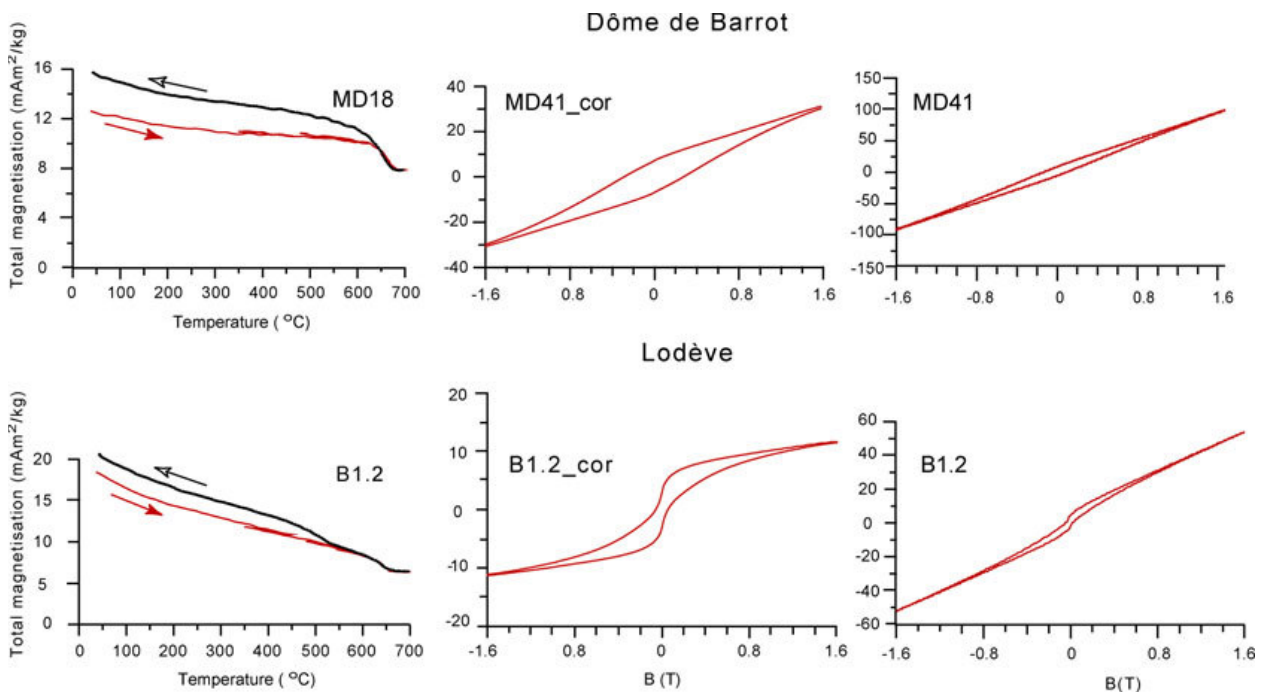 Dôme de Barrot
Total magnetisation (mAm²/kg)
16
12
8
4
0
MD18
0 100 200 300 400 500 600 700
Temperature ( °C)
40
20
0
-20
-40
MD41_cor
-1.6 0.8 0 0.8 1.6
150
100
50
0
-50
-100
-150
MD41
-1.6 0.8 0 0.8 1.6
Lodève
Total magnetisation (mAm²/kg)
20
15
10
5
0
B1.2
0 100 200 300 400 500 600 700
Temperature ( °C)
20
10
0
-10
-20
B1.2_cor
-1.6 0.8 0 0.8 1.6
B (T)
60
40
20
0
-20
-40
-60
B1.2
-1.6 0.8 0 0.8 1.6
B(T)